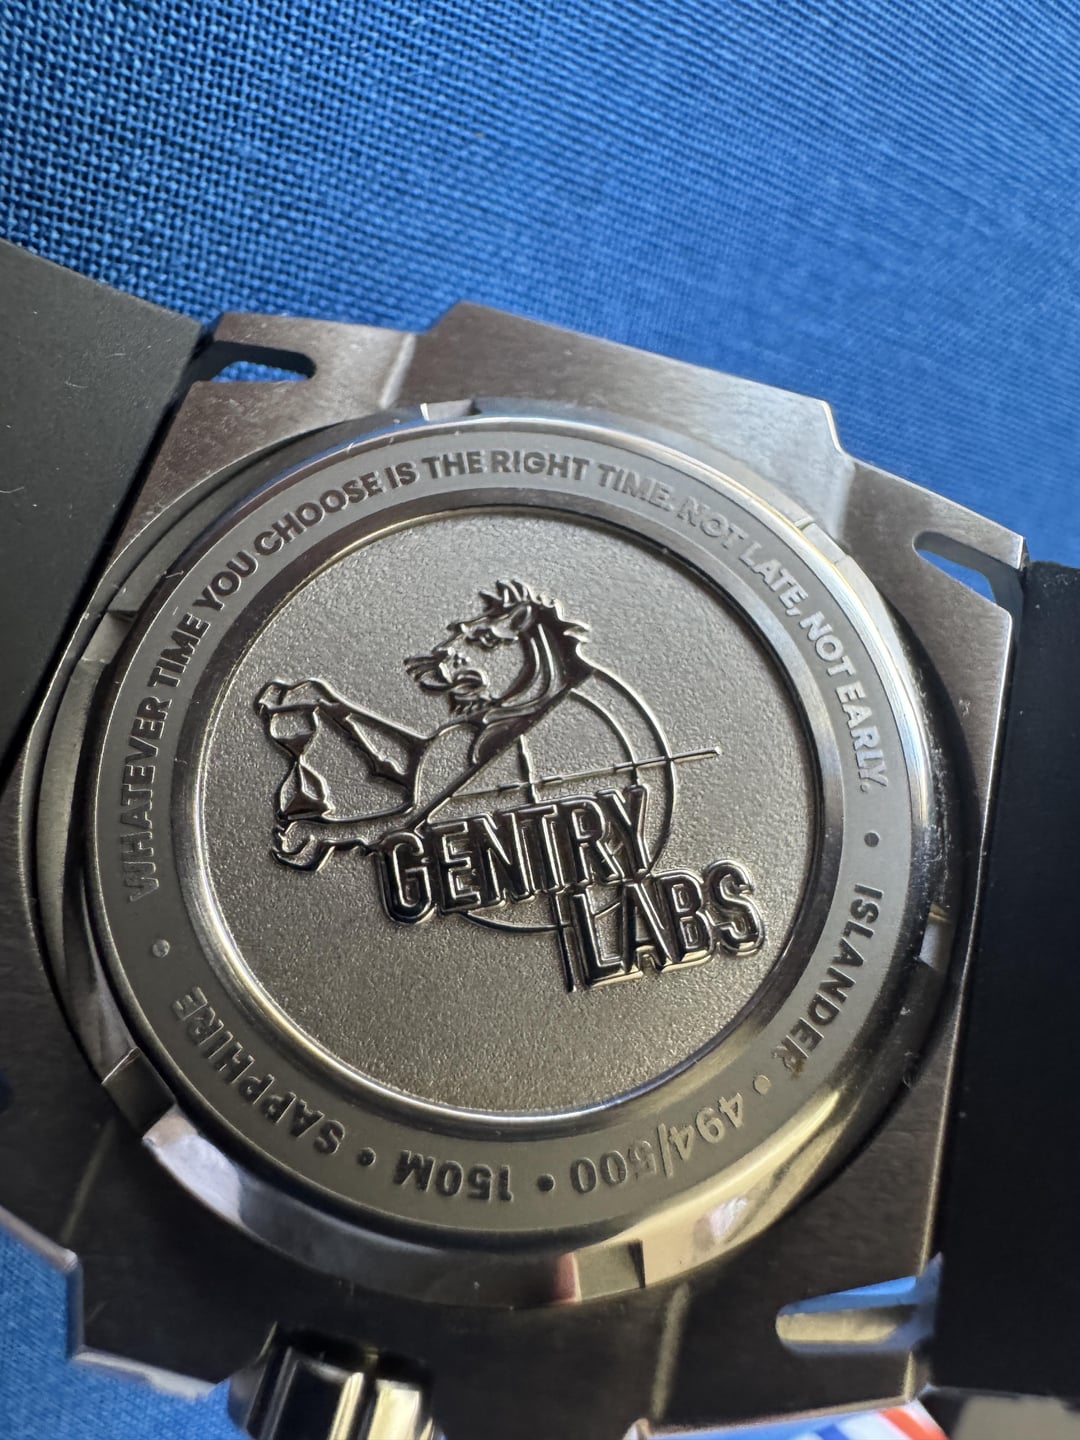 WHATEVER TIME YOU CHOOSE IS THE RIGHT TIME. NOT LATE, NOT EARLY. • ISLANDER • 494/500 • 150M • SAPPHIRE •
GENTRY
LABS